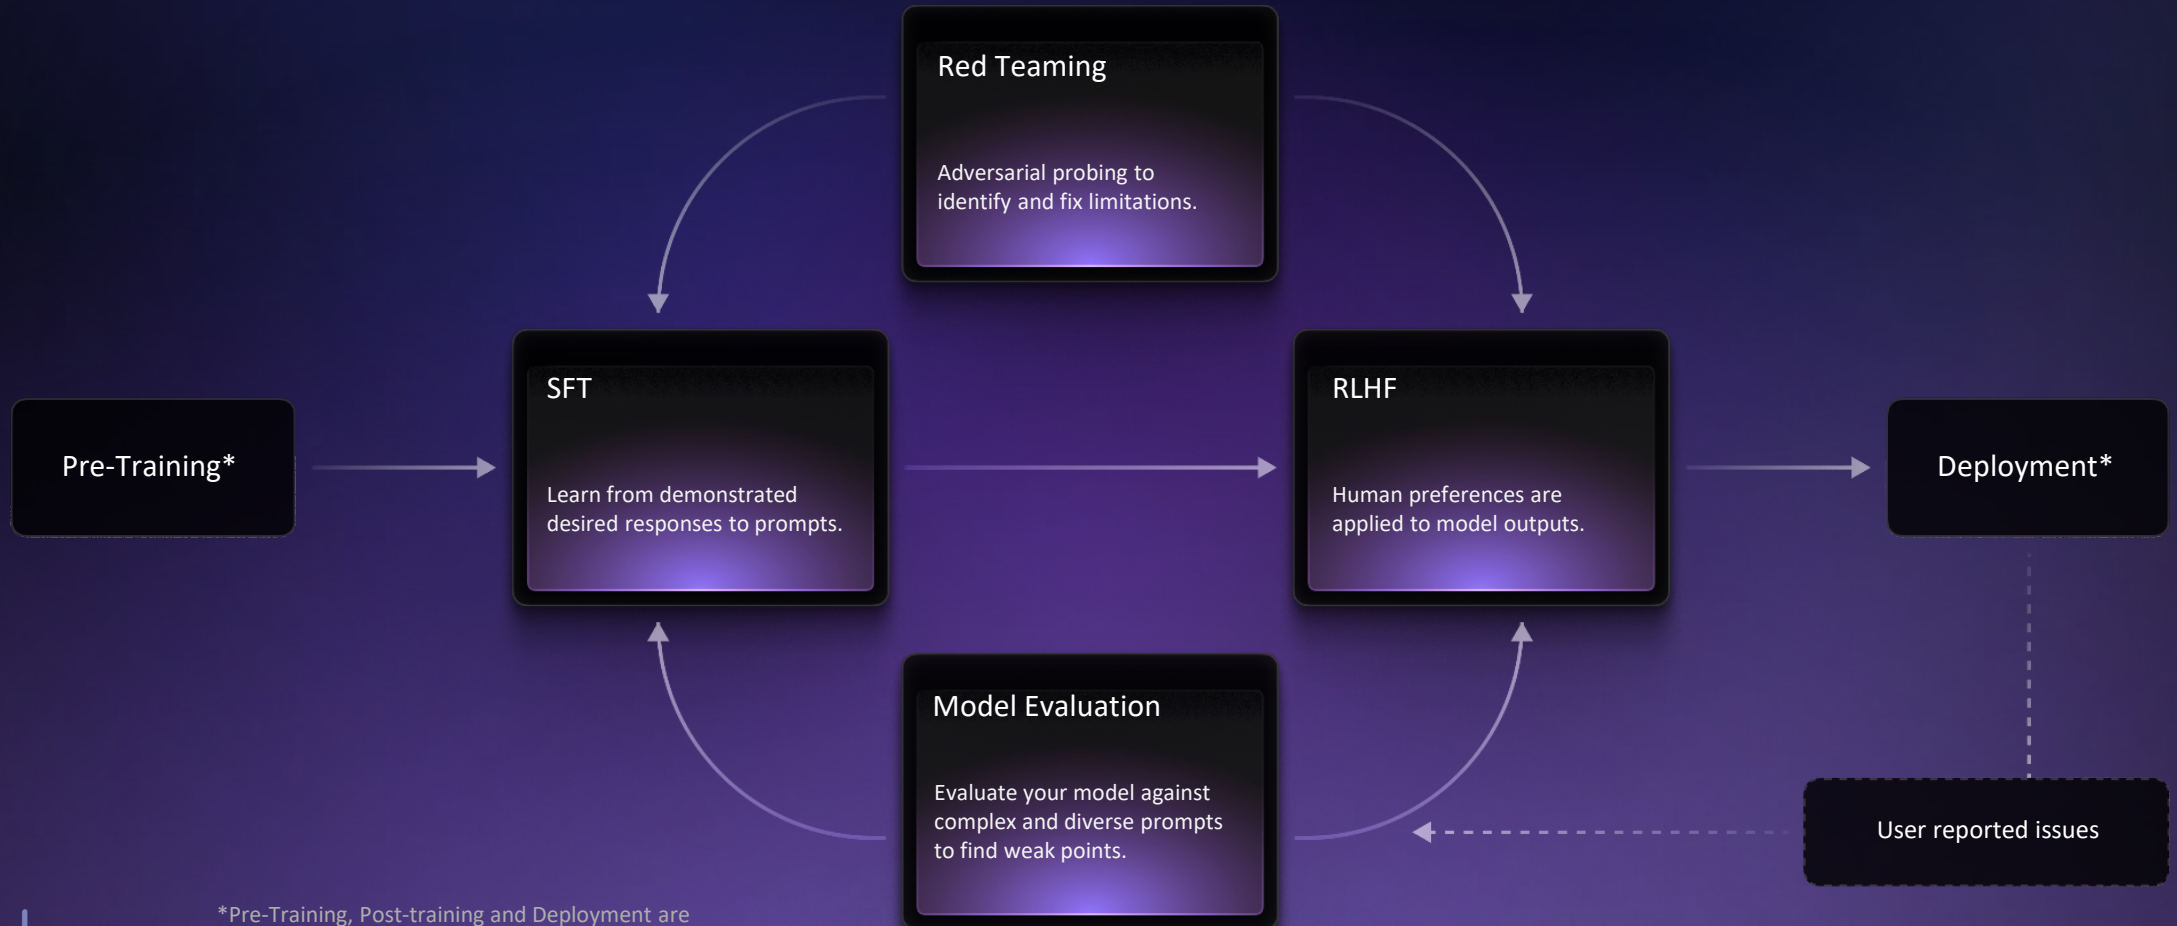 Red Teaming
Adversarial probing to
identify and fix limitations.
SFT
Learn from demonstrated
desired responses to prompts.
RLHF
Human preferences are
applied to model outputs.
Pre-Training*
Deployment*
Model Evaluation
Evaluate your model against
complex and diverse prompts
to find weak points.
User reported issues
*Pre-Training, Post-training and Deployment are